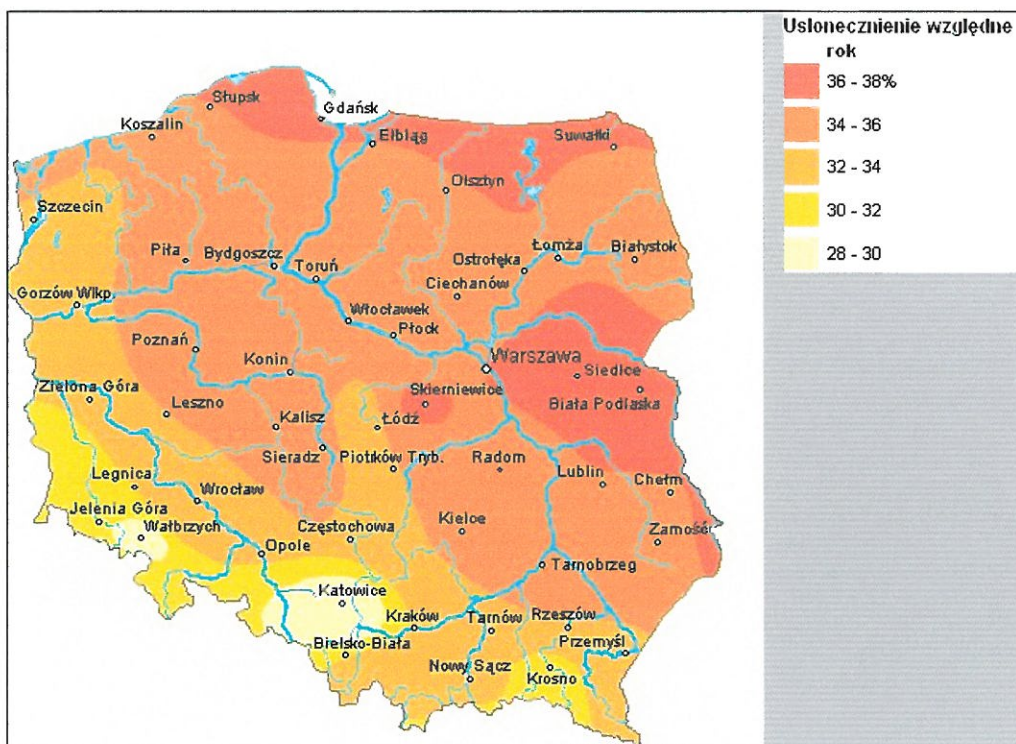 Usłonecznienie względne
rok
36 - 38%
34 - 36
32 - 34
30 - 32
28 - 30
Słupsk
Gdańsk
Koszalin
Elbląg
Suwałki
Olsztyn
Szczecin
Piła
Bydgoszcz
Toruń
Ostrołęka
Łomża
Białystok
Ciechanów
Gorzów Wlkp.
Włocławek
Płock
Poznań
Konin
Warszawa
Siedlce
Zielona Góra
Leszno
Skierniewice
Biała Podlaska
Kalisz
Łódź
Sieradz
Piotrków Tryb.
Radom
Lublin
Chełm
Legnica
Wrocław
Jelenia Góra
Wałbrzych
Częstochowa
Kielce
Zamość
Opole
Tarnobrzeg
Katowice
Kraków
Tarnów
Rzeszów
Przemyśl
Bielsko-Biała
Nowy Sącz
Krosno